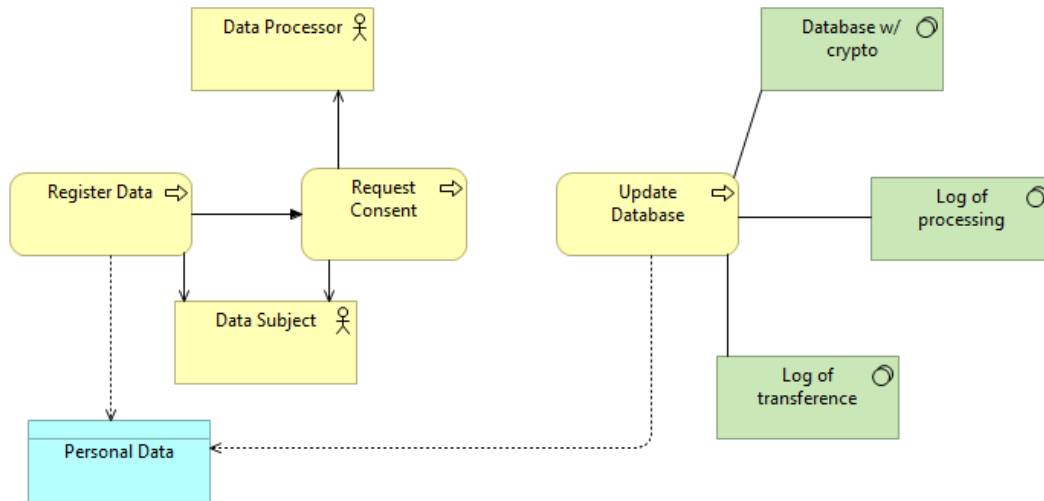 Data Processor
Database w/
crypto
Register Data
Request
Consent
Update
Database
Log of
processing
Data Subject
Log of
transference
Personal Data